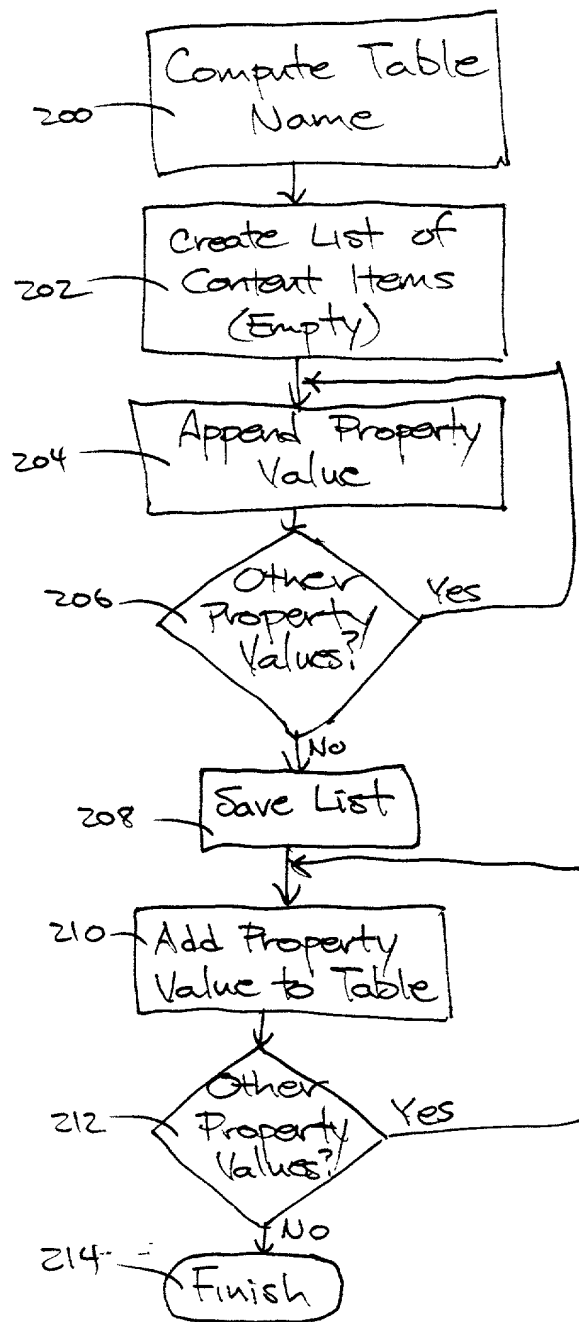 Compute Table
200
Name
Create List of
202
Content Items
(Empty)
Append Property
204
Value
Other
206
Property
Yes
Values?
No
Save List
208
210
Add Property
Value to Table
Other
212
Property
Yes
Values?
No
214
Finish